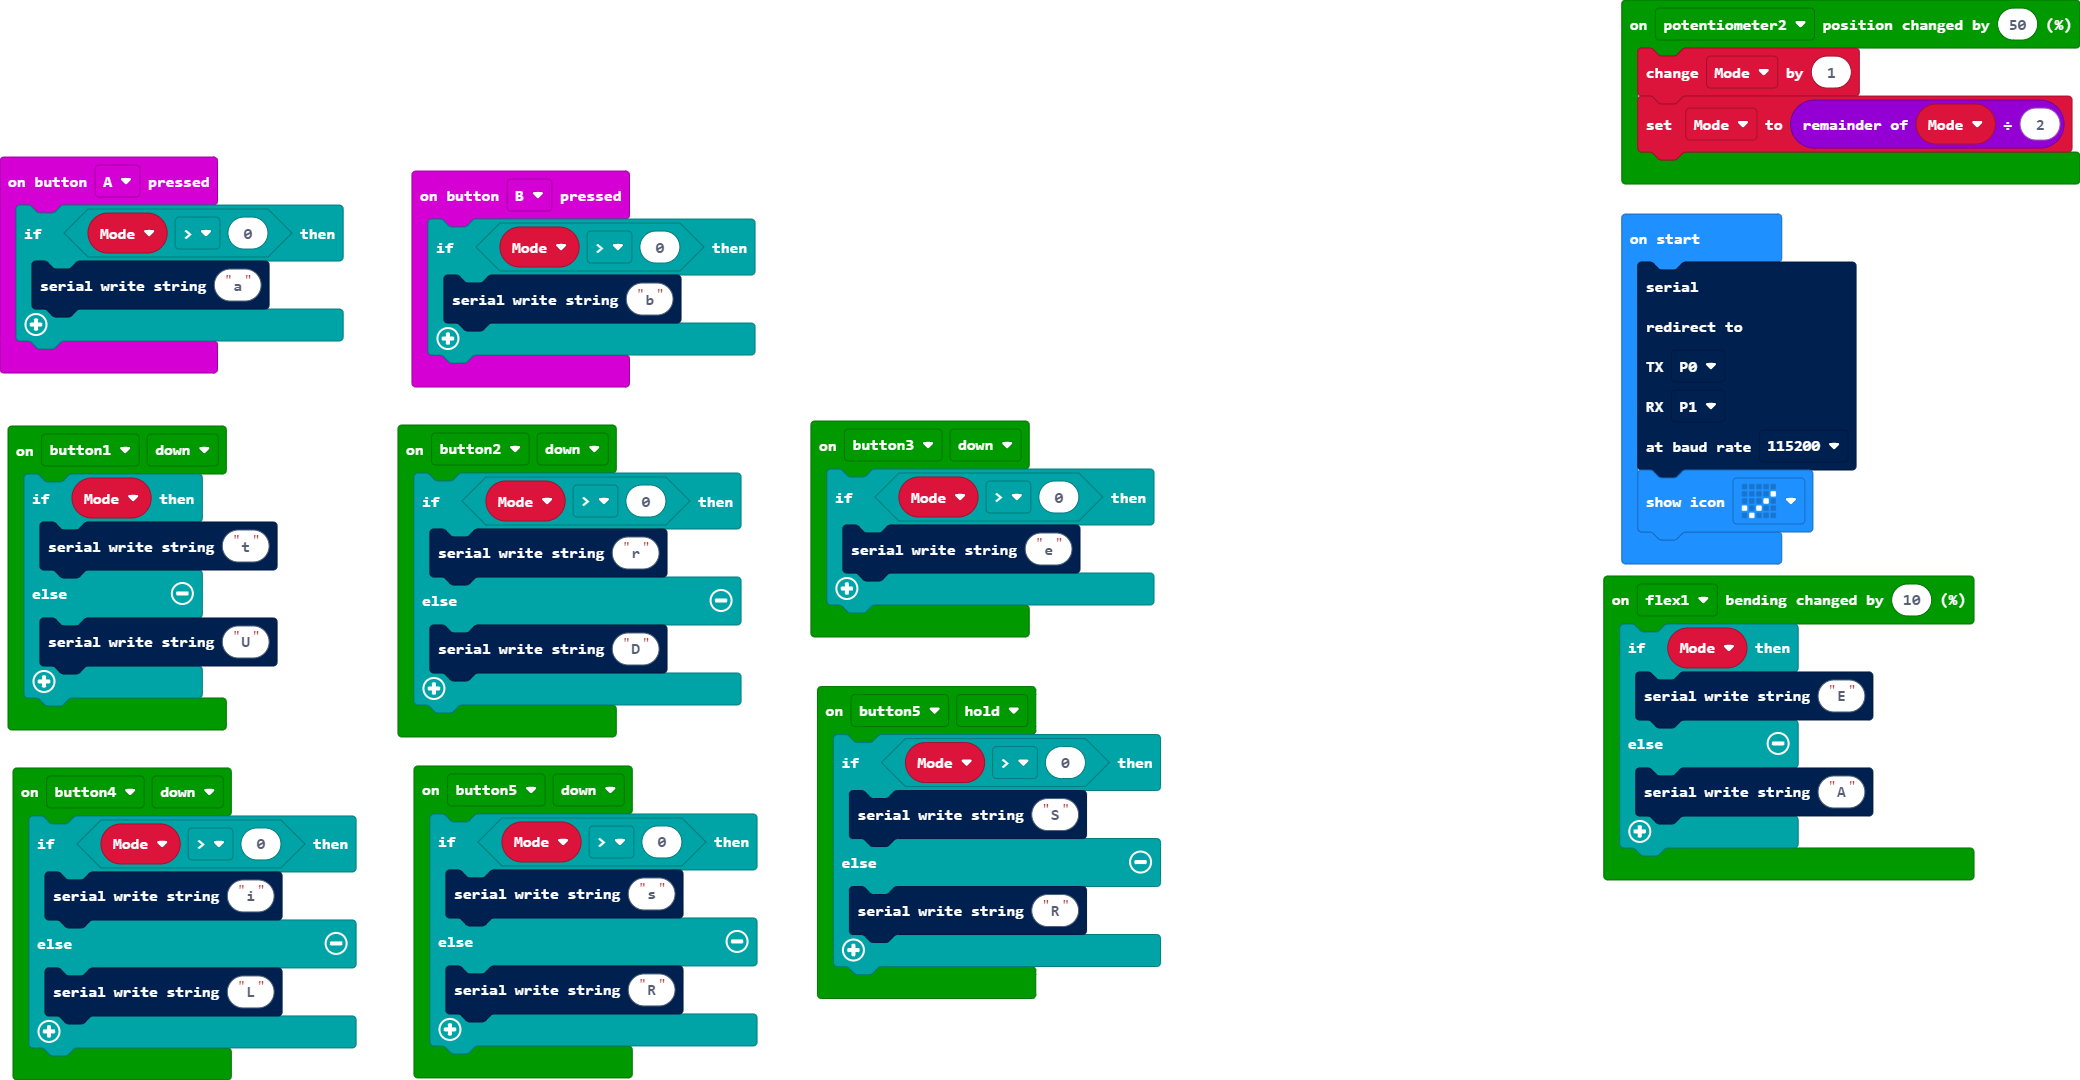 on button A pressed
if Mode > 0 then
serial write string "a"
on button B pressed
if Mode > 0 then
serial write string "b"
on button1 down
if Mode then
serial write string "t"
else
serial write string "U"
on button2 down
if Mode > 0 then
serial write string "r"
else
serial write string "D"
on button3 down
if Mode > 0 then
serial write string "e"
on button4 down
if Mode > 0 then
serial write string "i"
else
serial write string "L"
on button5 down
if Mode > 0 then
serial write string "s"
else
serial write string "R"
on button5 hold
if Mode > 0 then
serial write string "S"
else
serial write string "R"
on potentiometer2 position changed by 50 (%)
change Mode by 1
set Mode to remainder of Mode ÷ 2
on start
serial
redirect to
TX P0
RX P1
at baud rate 115200
show icon
on flex1 bending changed by 10 (%)
if Mode then
serial write string "E"
else
serial write string "A"